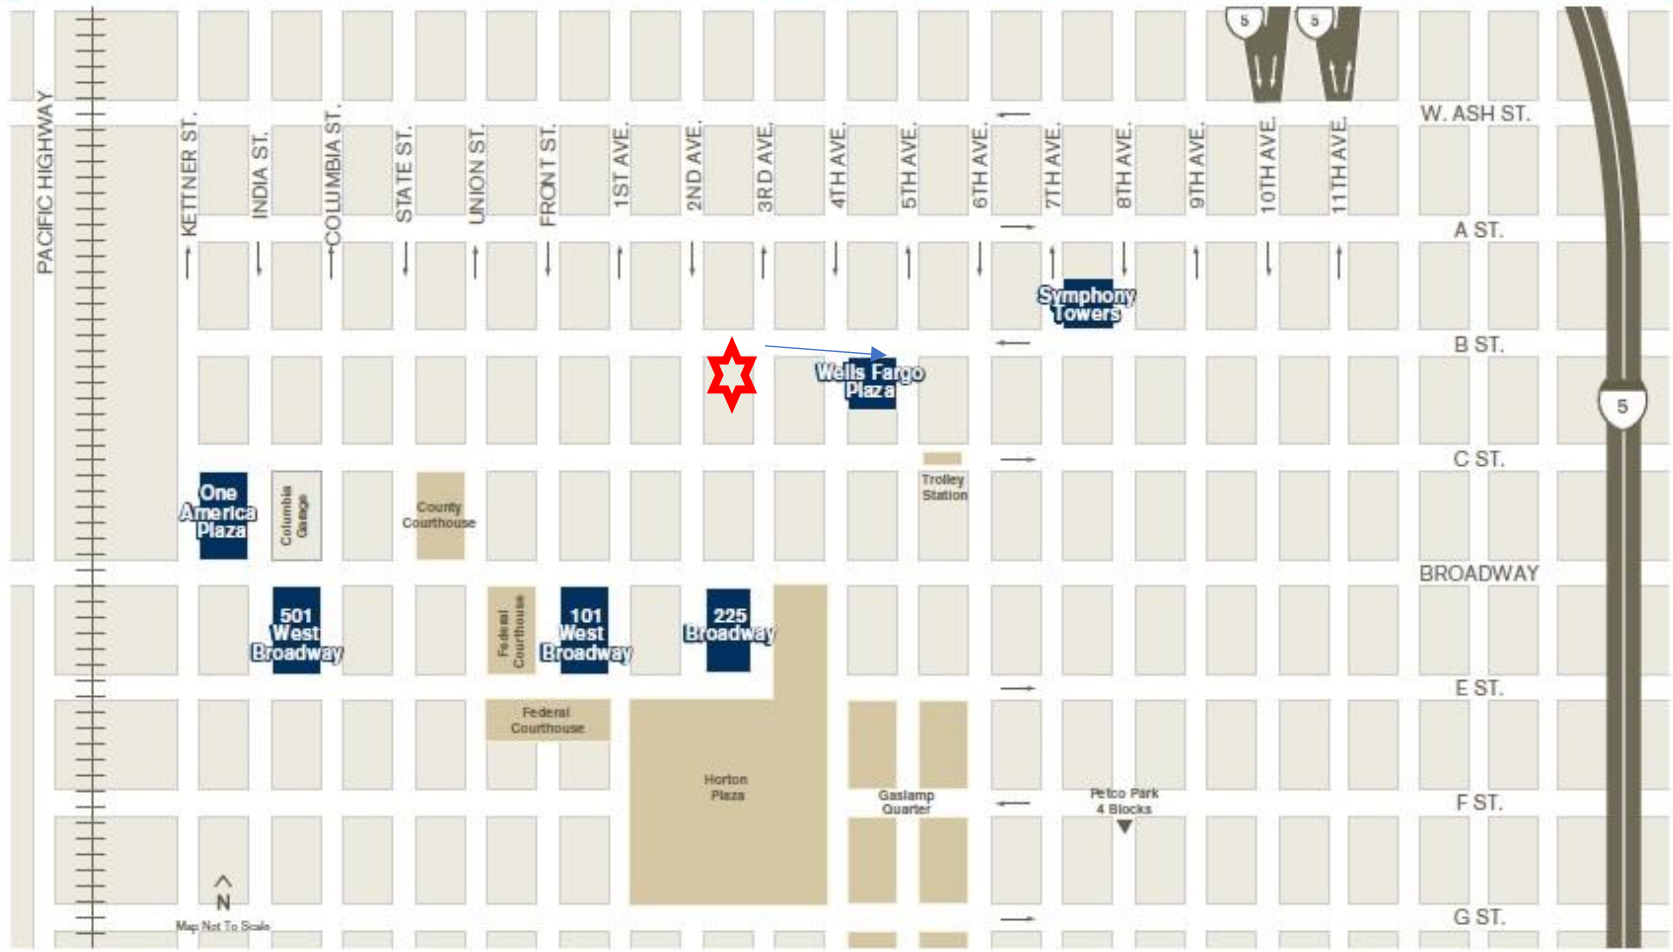 5
5
W. ASH ST.
PACIFIC HIGHWAY
KETTNER ST.
INDIA ST.
COLUMBIA ST.
STATE ST.
UNION ST.
FRONT ST.
1ST AVE.
2ND AVE.
3RD AVE.
4TH AVE.
5TH AVE.
6TH AVE.
7TH AVE.
8TH AVE.
9TH AVE.
10TH AVE.
11TH AVE.
A ST.
Symphony
Towers
B ST.
Wells Fargo
Plaza
5
C ST.
Trolley
Station
One
America
Plaza
Columbia
Garage
County
Courthouse
BROADWAY
501
West
Broadway
Federal
Courthouse
101
West
Broadway
225
Broadway
E ST.
Federal
Courthouse
Horton
Plaza
Gaslamp
Quarter
Petco Park
4 Blocks
F ST.
N
Map Not To Scale
G ST.